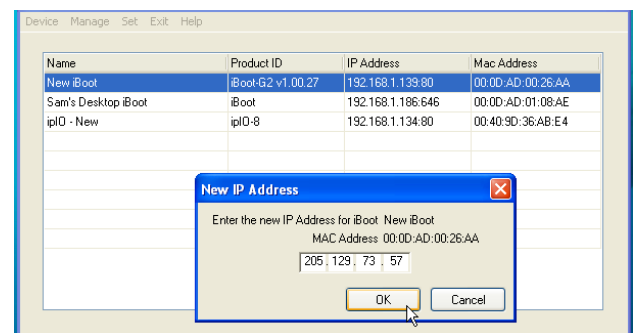 Device Manage Set Exit Help
Name Product ID IP Address Mac Address
New iBoot iBoot-G2 v1.00.27 192.168.1.139:80 00:0D:AD:00:26:AA
Sam's Desktop iBoot iBoot 192.168.1.186:646 00:0D:AD:01:08:AE
ipIO - New ipIO-8 192.168.1.134:80 00:40:9D:36:AB:E4
New IP Address
Enter the new IP Address for iBoot New iBoot
MAC Address 00:0D:AD:00:26:AA
205 . 129 . 73 . 57
OK Cancel